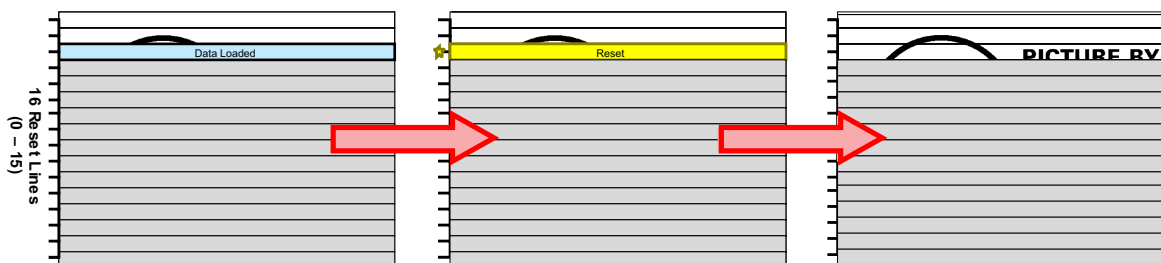 16 Reset Lines
(0 – 15)
Data Loaded
Reset
PICTURE BY